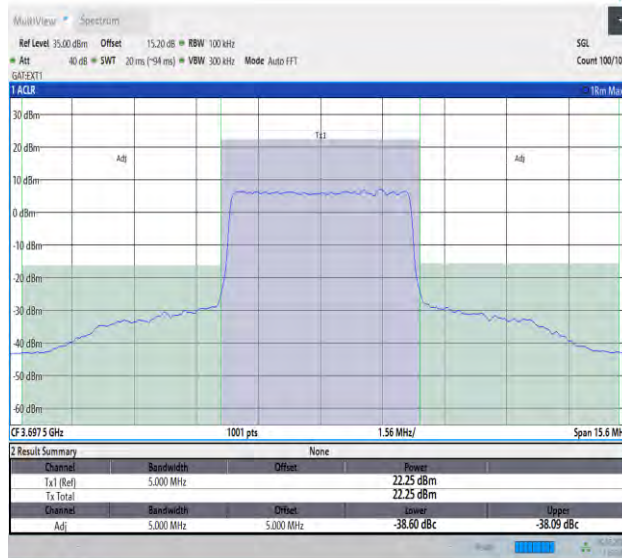 MultiView Spectrum
Ref Level 35.00 dBm Offset 15.20 dB RBW 100 kHz SGL
Att 40 dB SWT 20 ms (~94 ms) VBW 300 kHz Mode Auto FFT Count 100/10
GAT:EXT1
1 ACLR 1Rm Max
30 dBm
Tx1
20 dBm
Adj Adj
10 dBm
0 dBm
-10 dBm
-20 dBm
-30 dBm
-40 dBm
-50 dBm
-60 dBm
CF 3.697 5 GHz 1001 pts 1.56 MHz/ Span 15.6 MH
2 Result Summary None
Channel Bandwidth Offset Power
Tx1 (Ref) 5.000 MHz 22.25 dBm
Tx Total 22.25 dBm
Channel Bandwidth Offset Lower Upper
Adj 5.000 MHz 5.000 MHz -38.60 dBc -38.09 dBc